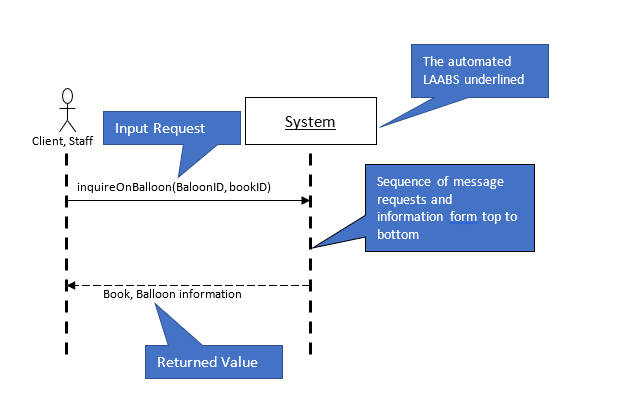 The automated
LAABS underlined
System
Input Request
Client, Staff
inquireOnBalloon(BaloonID, bookID)
Sequence of message
requests and
information form top to
bottom
Book, Balloon information
Returned Value